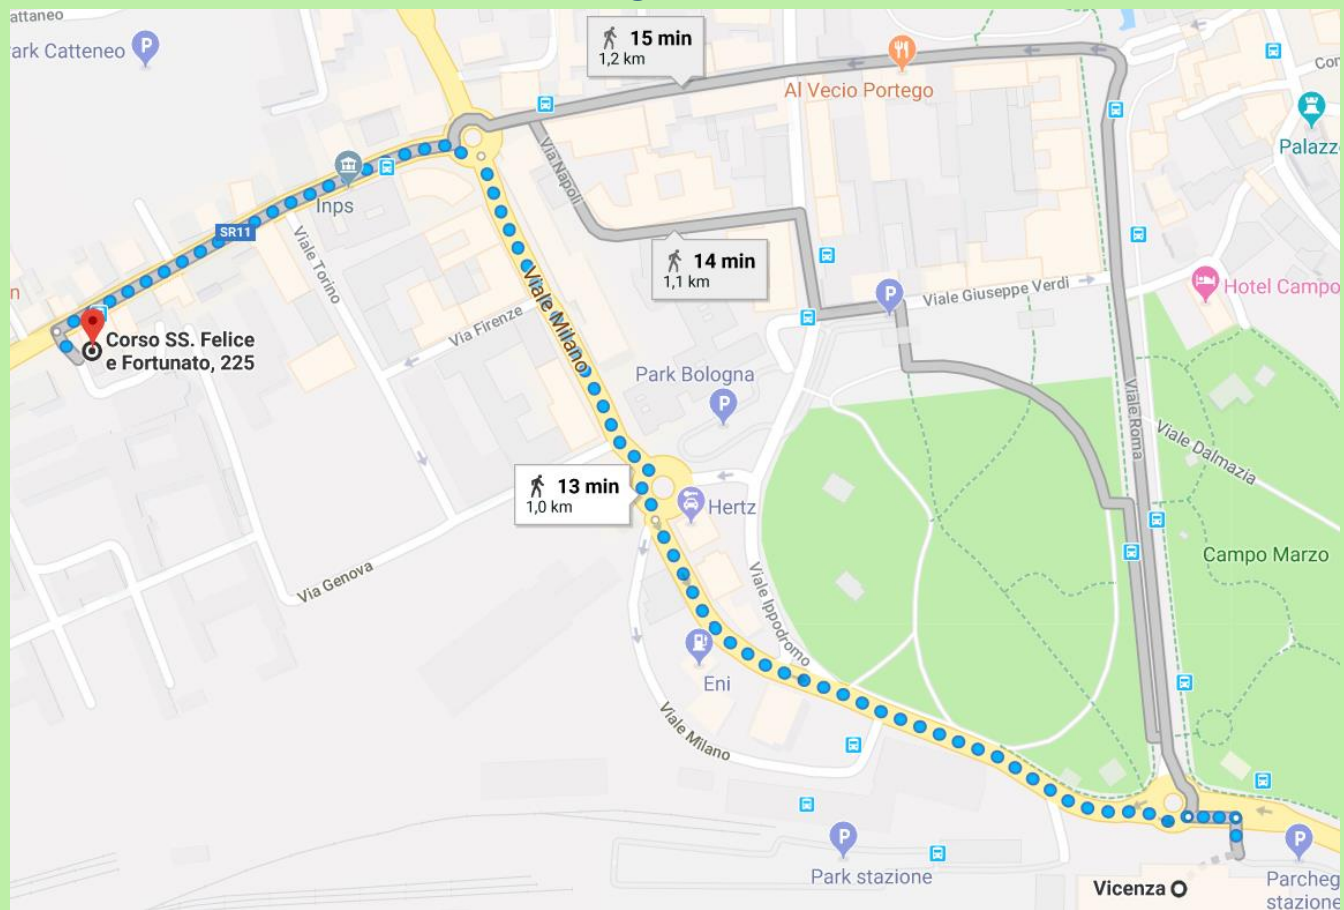 attaneo
ark Catteneo
P
15 min
1,2 km
Al Vecio Portego
Con
Palazzo
Via Napoli
Inps
SR11
14 min
1,1 km
Viale Torino
Viale Milano
Viale Giuseppe Verdi
P
Hotel Campo
n
Via Firenze
Corso SS. Felice
e Fortunato, 225
Park Bologna
P
Viale Roma
Viale Dalmazia
13 min
1,0 km
Hertz
Campo Marzo
Via Genova
Viale Ippodromo
Eni
Viale Milano
P
Park stazione
P
Vicenza
Parcheg
stazione